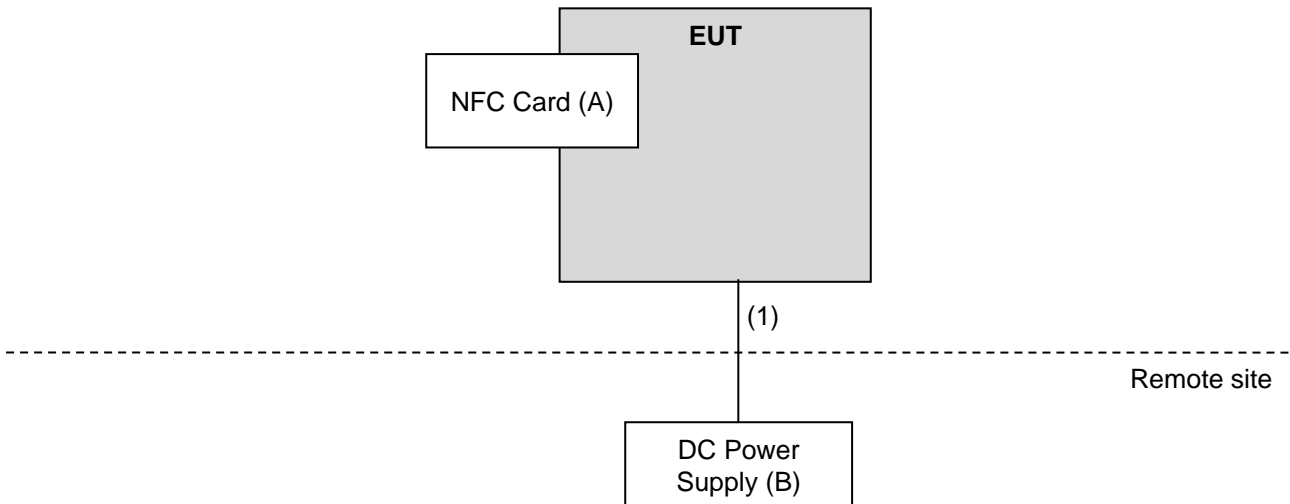 EUT
NFC Card (A)
(1)
Remote site
DC Power
Supply (B)